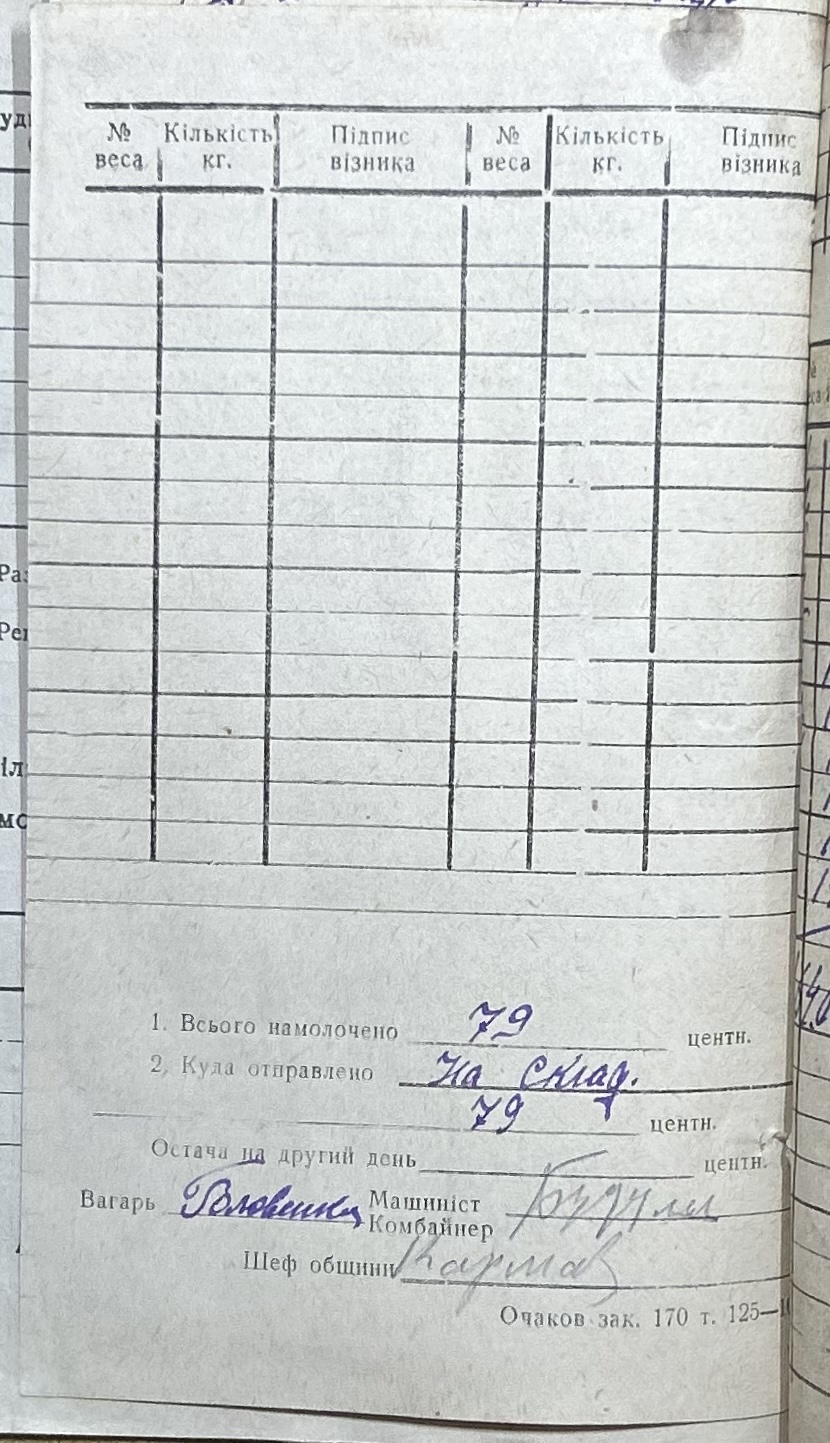 № веса Кількість кг. Підпис візника № веса Кількість кг. Підпис візника
1. Всього намолочено 79 центн.
2. Куда отправлено На склад.
79 центн.
Остача на другий день центн.
Вагарь Машиніст
Комбайнер
Шеф общини
Очаков зак. 170 т. 125—